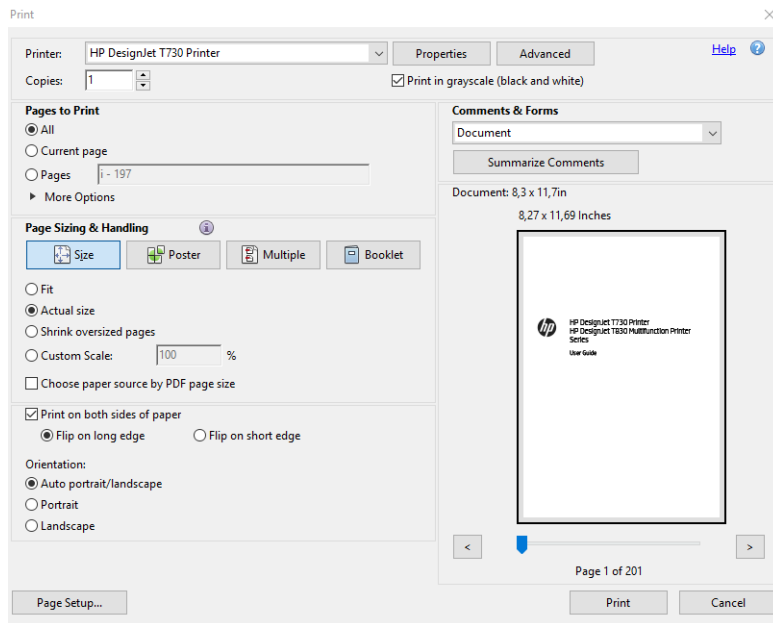 Print
Printer: HP DesignJet T730 Printer Properties Advanced Help ?
Copies: 1 Print in grayscale (black and white)
Pages to Print
All
Current page
Pages i - 197
More Options
Page Sizing & Handling i
Size Poster Multiple Booklet
Fit
Actual size
Shrink oversized pages
Custom Scale: 100 %
Choose paper source by PDF page size
Print on both sides of paper
Flip on long edge Flip on short edge
Orientation:
Auto portrait/landscape
Portrait
Landscape
Comments & Forms
Document
Summarize Comments
Document: 8,3 x 11,7in
8,27 x 11,69 Inches
hp
HP DesignJet T730 Printer
HP DesignJet T830 Multifunction Printer
Series
User Guide
< >
Page 1 of 201
Page Setup... Print Cancel